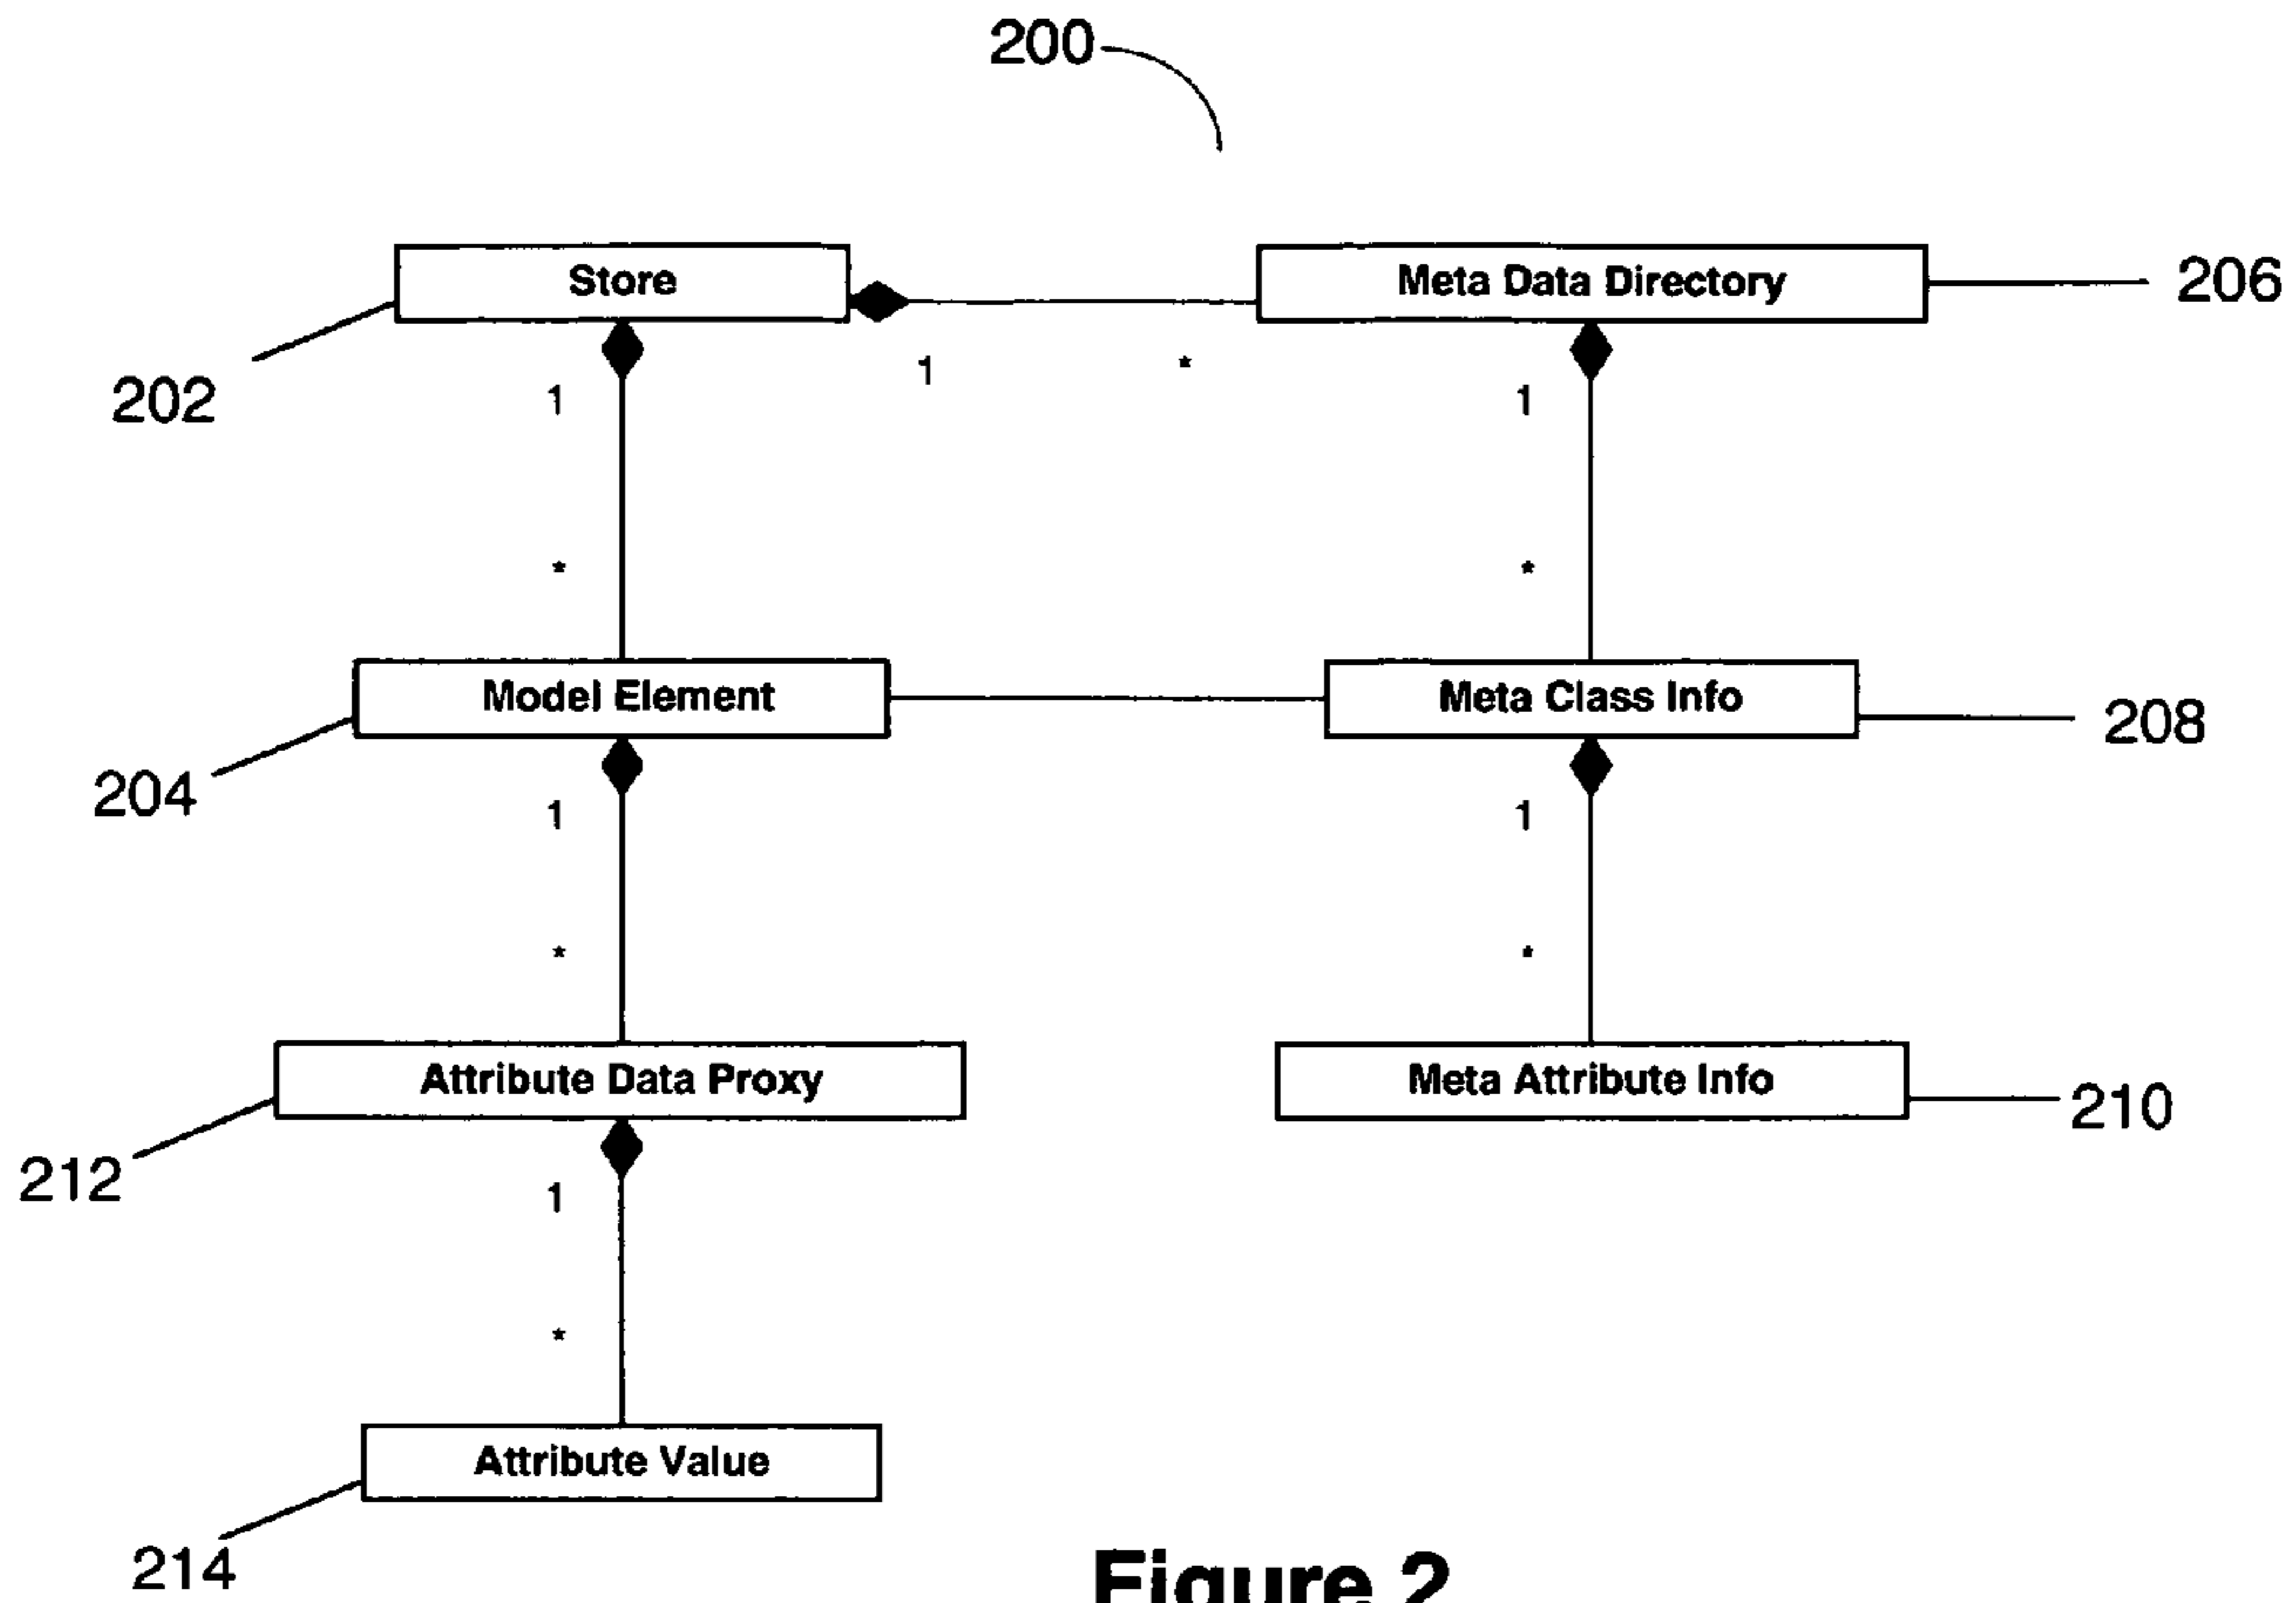 200
Store
Meta Data Directory
206
202
1
*
1
1
*
*
Model Element
Meta Class Info
208
204
1
1
*
*
Attribute Data Proxy
Meta Attribute Info
210
212
1
*
Attribute Value
214
Figure 2